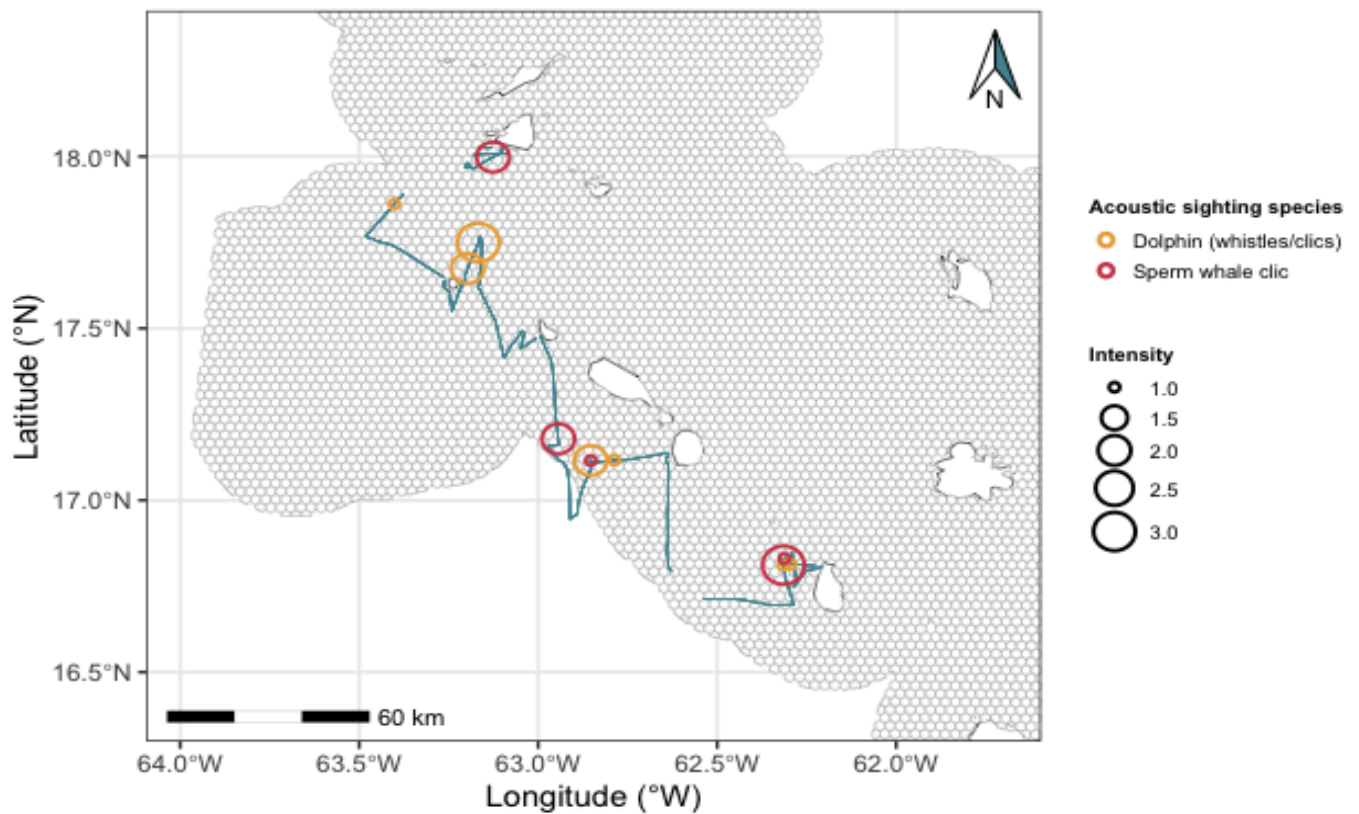 N
18.0°N
17.5°N
17.0°N
16.5°N
Latitude (°N)
60 km
64.0°W 63.5°W 63.0°W 62.5°W 62.0°W
Longitude (°W)
Acoustic sighting species
Dolphin (whistles/clics)
Sperm whale clic
Intensity
1.0
1.5
2.0
2.5
3.0